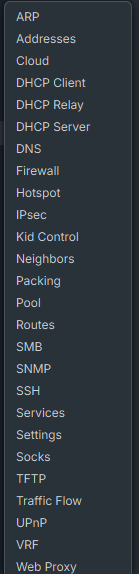 ARP
Addresses
Cloud
DHCP Client
DHCP Relay
DHCP Server
DNS
Firewall
Hotspot
IPsec
Kid Control
Neighbors
Packing
Pool
Routes
SMB
SNMP
SSH
Services
Settings
Socks
TFTP
Traffic Flow
UPnP
VRF
Web Proxy